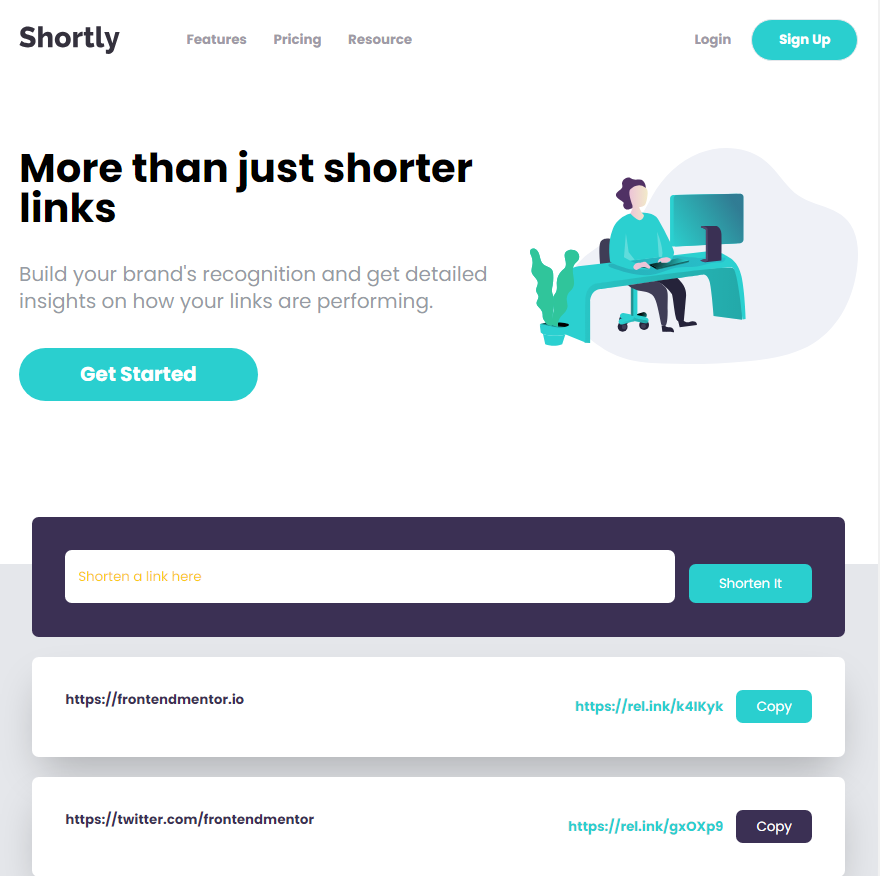 Shortly Features Pricing Resource Login Sign Up
More than just shorter
links
Build your brand's recognition and get detailed
insights on how your links are performing.
Get Started
Shorten a link here Shorten It
https://frontendmentor.io https://rel.ink/k4IKyk Copy
https://twitter.com/frontendmentor https://rel.ink/gxOXp9 Copy